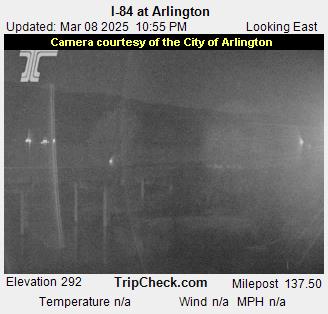 I-84 at Arlington
Updated: Mar 08 2025 10:55 PM Looking East
Camera courtesy of the City of Arlington
Elevation 292 TripCheck.com Milepost 137.50
Temperature n/a Wind n/a MPH n/a